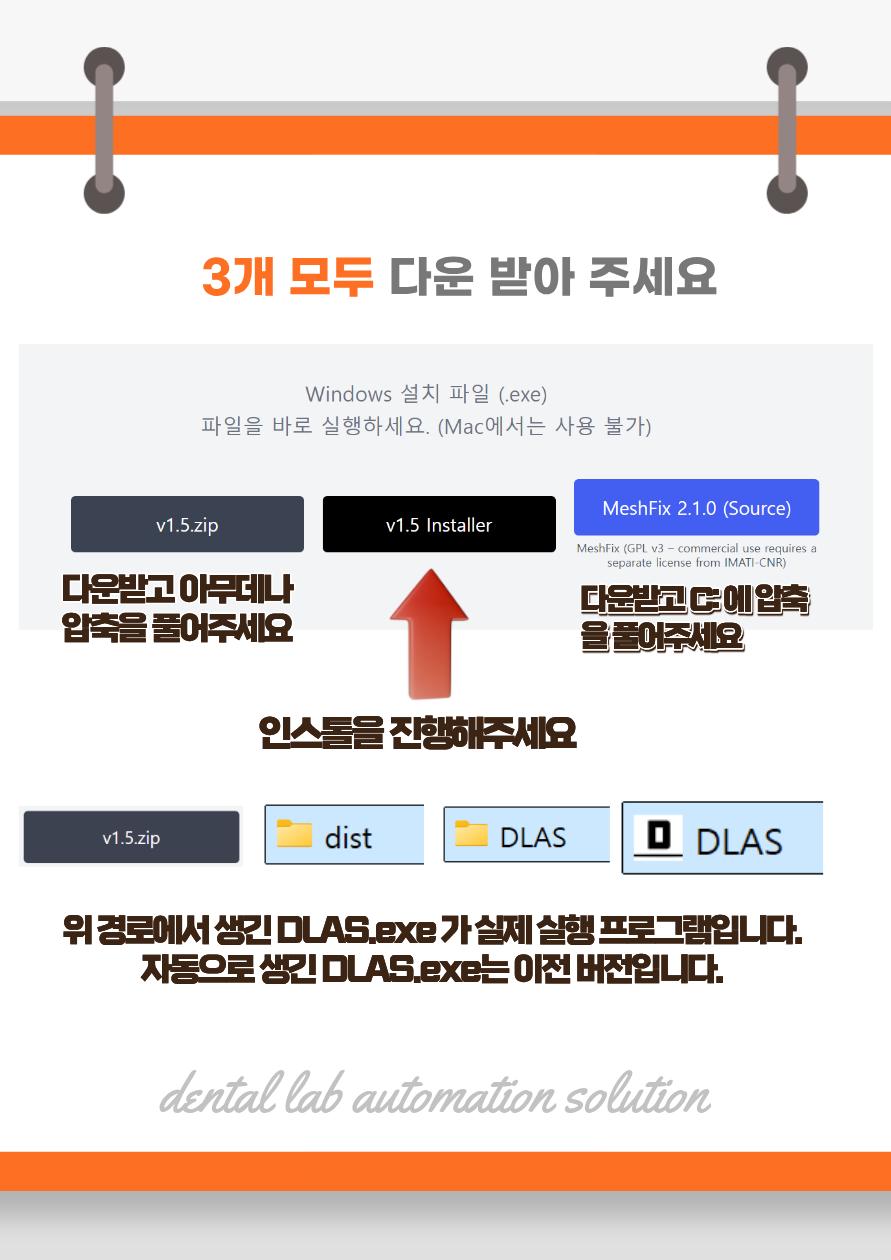 3개 모두 다운 받아 주세요
Windows 설치 파일 (.exe)
파일을 바로 실행하세요. (Mac에서는 사용 불가)
v1.5.zip
v1.5 Installer
MeshFix 2.1.0 (Source)
MeshFix (GPL v3 – commercial use requires a
separate license from IMATI-CNR)
다운받고 아무데나
압축을 풀어주세요
다운받고 C: 에 압축
을 풀어주세요
인스톨을 진행해주세요
v1.5.zip
dist
DLAS
D DLAS
위 경로에서 생긴 DLAS.exe 가 실제 실행 프로그램입니다.
자동으로 생긴 DLAS.exe는 이전 버전입니다.
dental lab automation solution